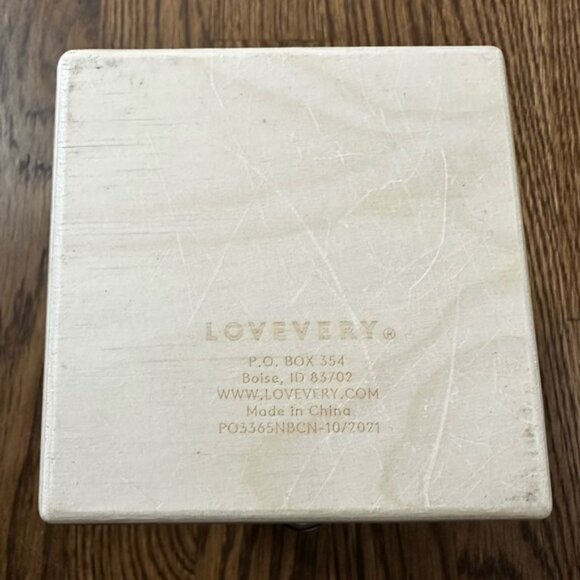 LOVEVERY®
P.O. BOX 354
Boise, ID 83702
WWW.LOVEVERY.COM
Made in China
PO3365NBCN-10/2021